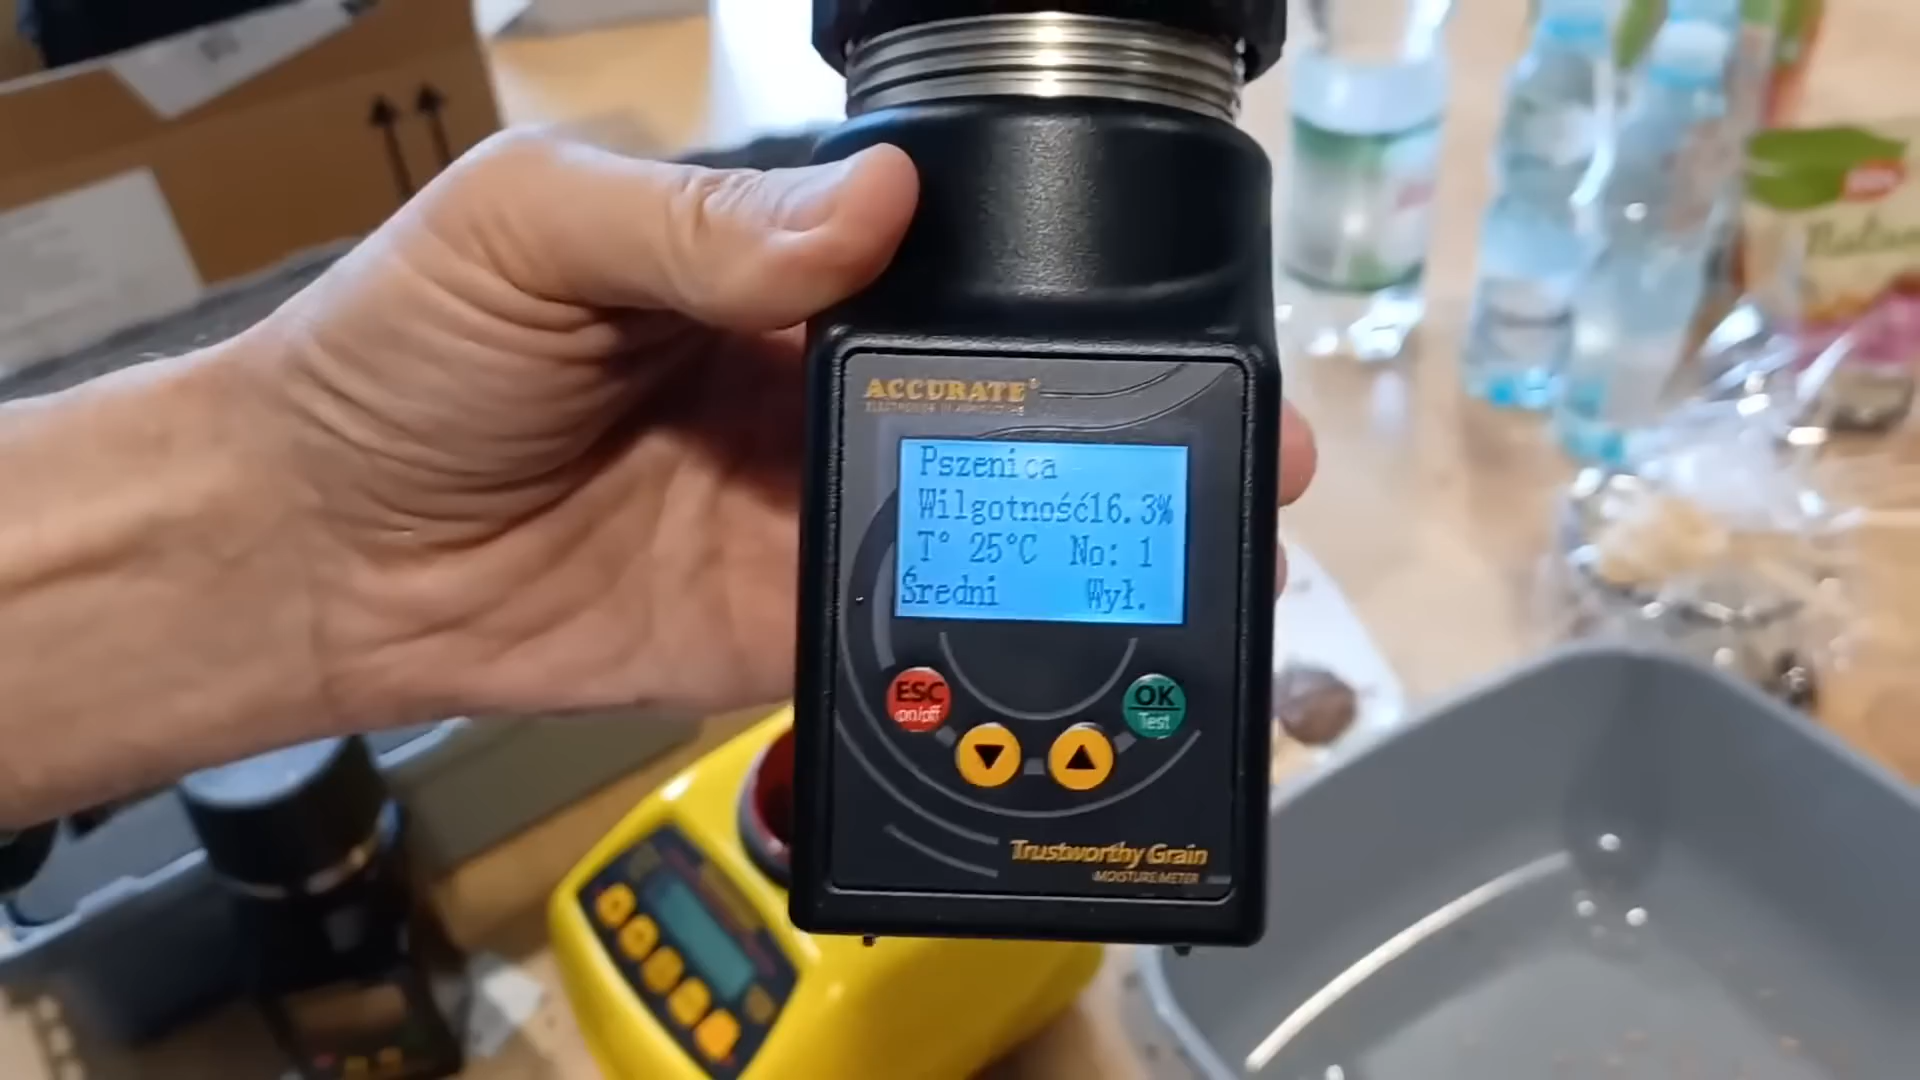 ACCURATE®
Pszenica
Wilgotność16.3%
T° 25°C No: 1
Średni Wył.
ESC
on/off
OK
Test
Trustworthy Grain
MOISTURE METER